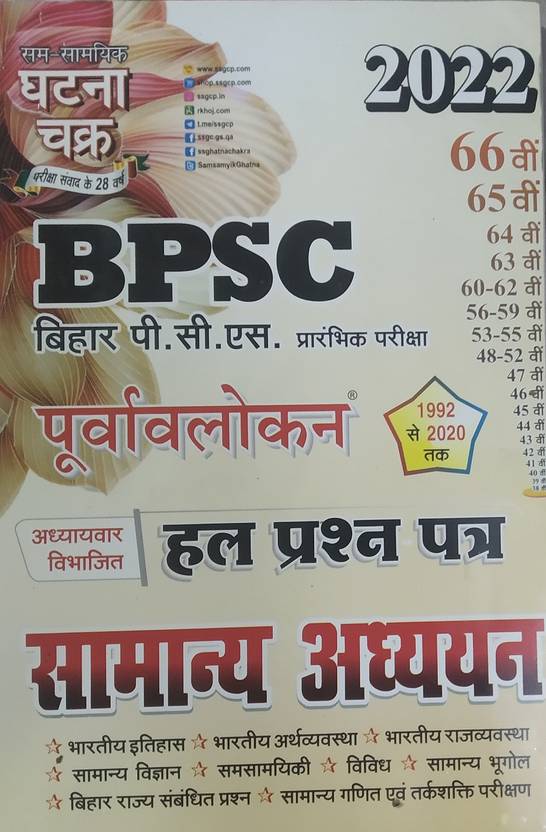 सम-सामयिक
घटना
चक्र
परीक्षा संवाद के 28 वर्ष
www.ssgcp.com
shop.ssgcp.com
ssgcp.in
rkhoj.com
t.me/ssgcp
ssgc.gs.qa
ssghatnachakra
SamsamyikGhatna
2022
66 वीं
65 वीं
64 वीं
63 वीं
60-62 वीं
56-59 वीं
53-55 वीं
48-52 वीं
47 वीं
46 वीं
45 वीं
44 वीं
43 वीं
42 वीं
41 वीं
40 वीं
39 वीं
38 वीं
BPSC
बिहार पी.सी.एस. प्रारंभिक परीक्षा
पूर्वावलोकन®
1992
से 2020
तक
अध्यायवार
विभाजित
हल प्रश्न पत्र
सामान्य अध्ययन
☆ भारतीय इतिहास ☆ भारतीय अर्थव्यवस्था ☆ भारतीय राजव्यवस्था
☆ सामान्य विज्ञान ☆ समसामयिकी ☆ विविध ☆ सामान्य भूगोल
☆ बिहार राज्य संबंधित प्रश्न ☆ सामान्य गणित एवं तर्कशक्ति परीक्षण